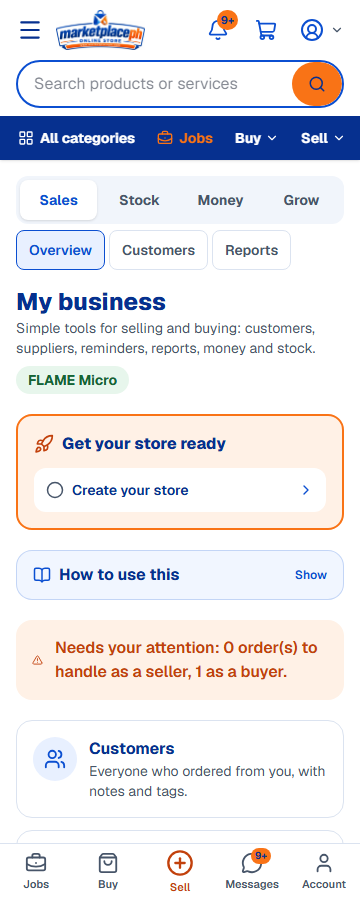 marketplaceph
ONLINE STORE
9+
Search products or services
All categories
Jobs
Buy
Sell
Sales
Stock
Money
Grow
Overview
Customers
Reports
My business
Simple tools for selling and buying: customers,
suppliers, reminders, reports, money and stock.
FLAME Micro
Get your store ready
Create your store
How to use this
Show
Needs your attention: 0 order(s) to
handle as a seller, 1 as a buyer.
Customers
Everyone who ordered from you, with
notes and tags.
9+
Jobs
Buy
Sell
Messages
Account